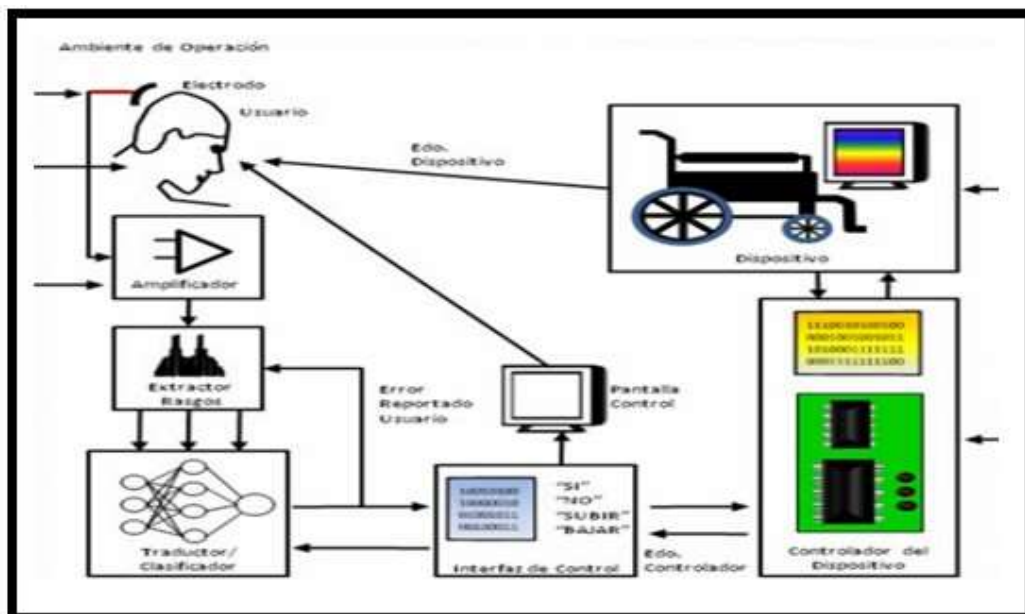 Ambiente de Operación
Electrodo
Usuario
Edo.
Dispositivo
Dispositivo
Amplificador
Extractor
Rasgos
Error
Reportado
Usuario
Pantalla
Control
"SI"
"NO"
"SUBIR"
"BAJAR"
Traductor/
Clasificador
Interfas de Control
Edo.
Controlador
Controlador del
Dispositivo